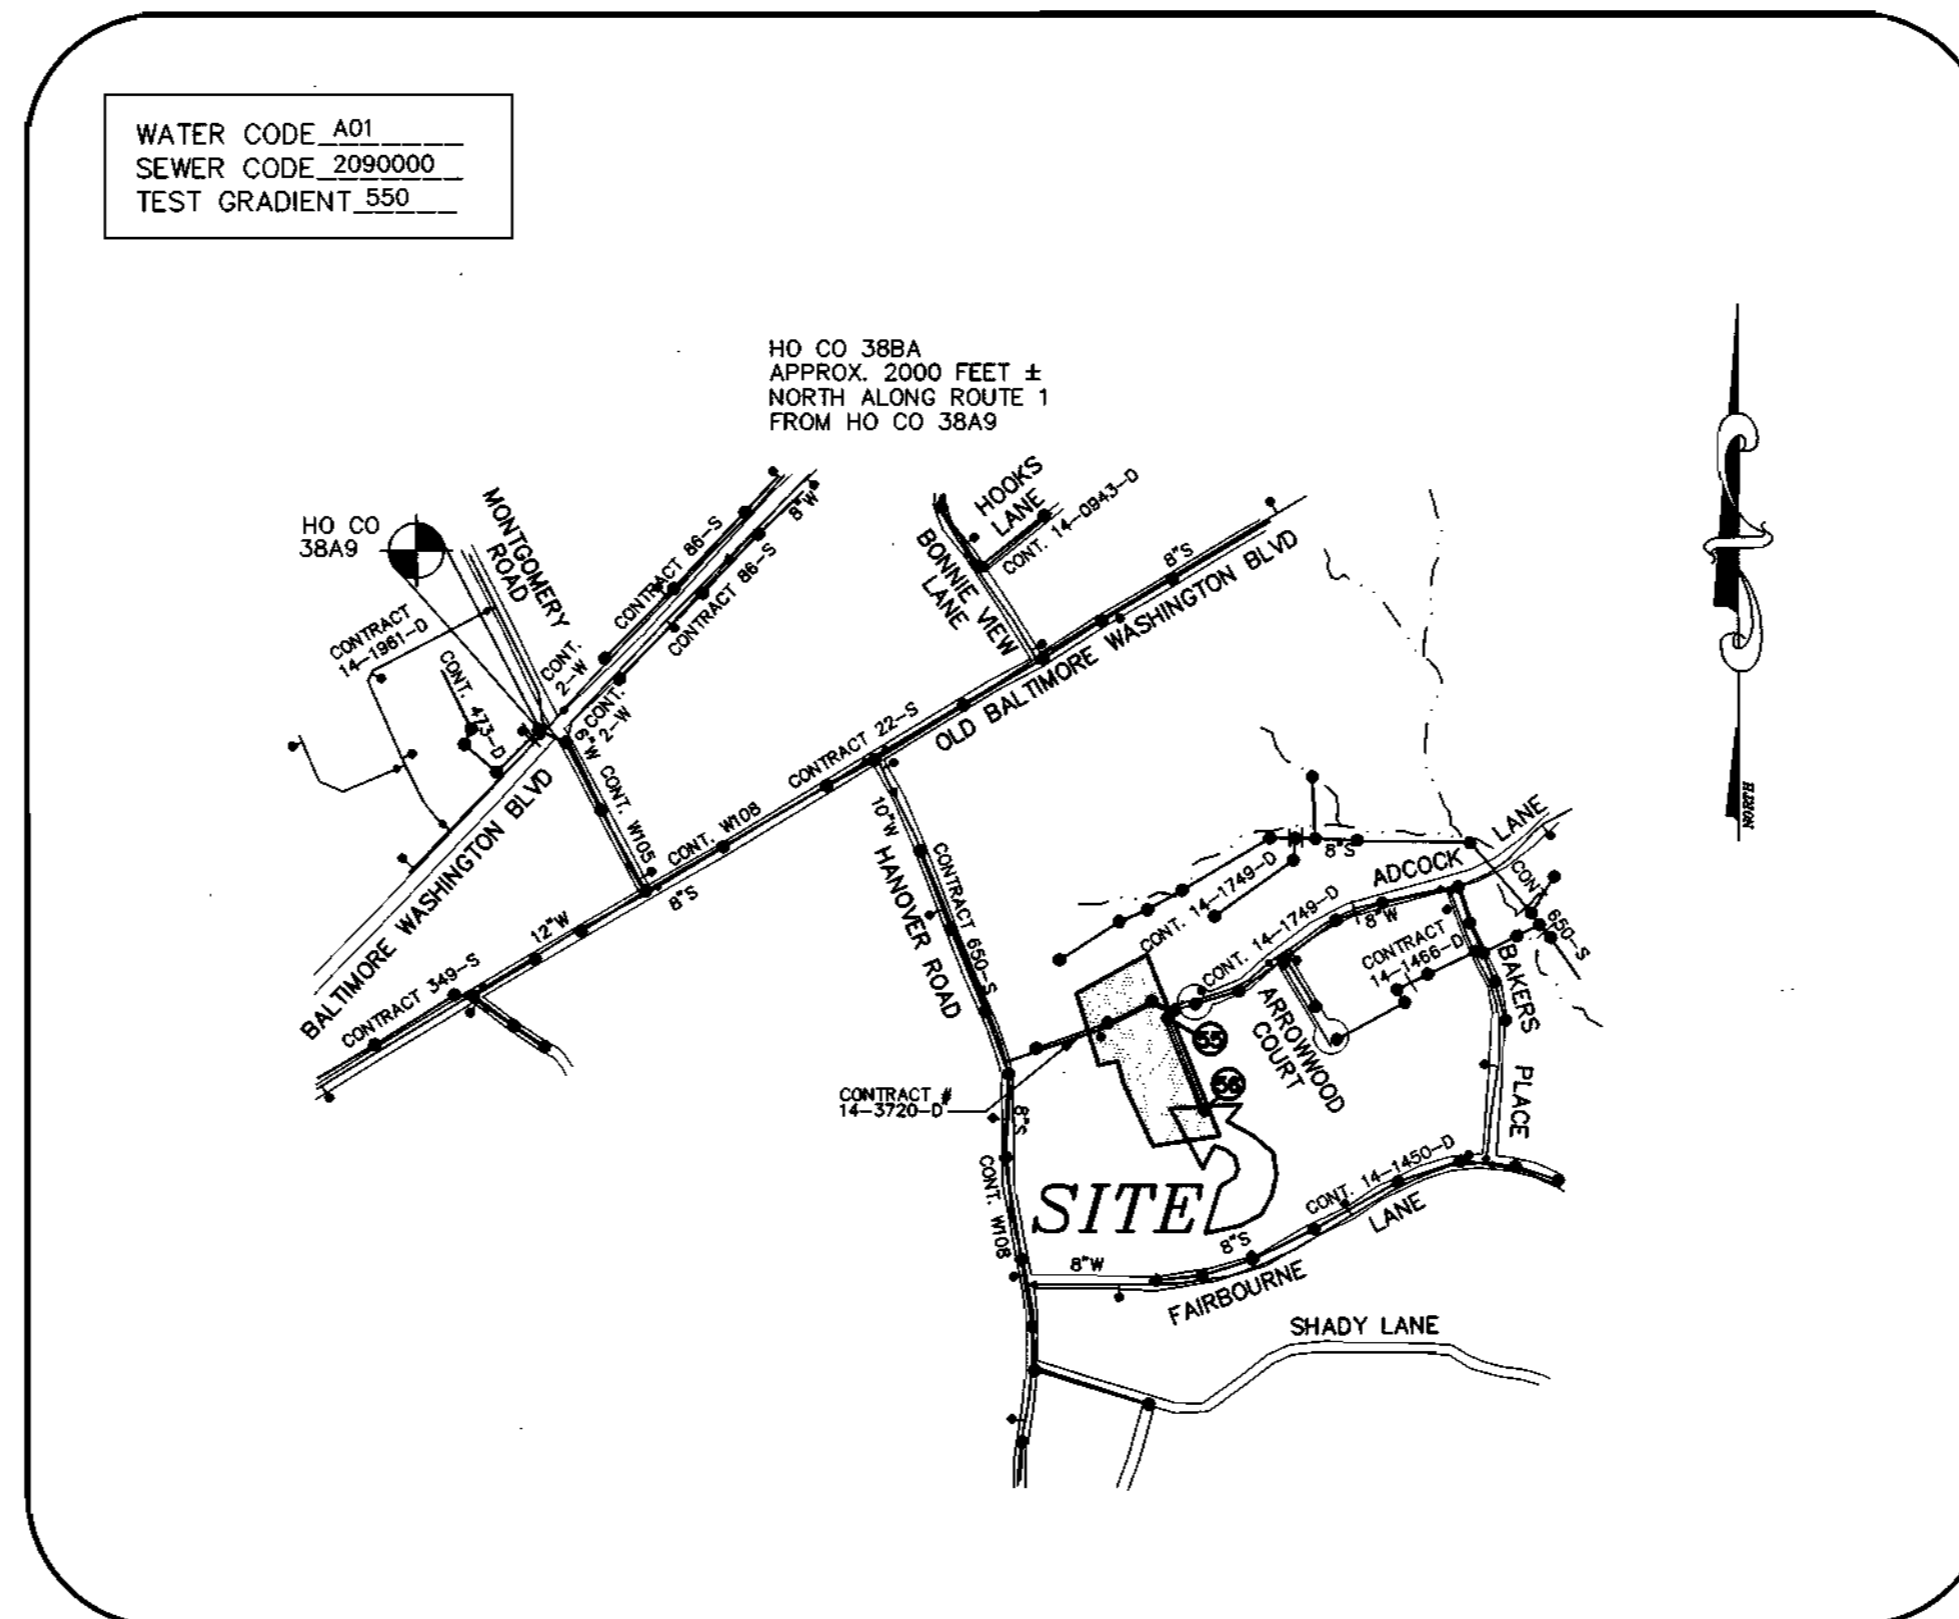 WATER CODE A01
SEWER CODE 2090000
TEST GRADIENT 550
HO CO 38BA
APPROX. 2000 FEET ±
NORTH ALONG ROUTE 1
FROM HO CO 38A9
HO CO
38A9
MONTGOMERY
ROAD
CONTRACT 86-S
8"W
CONTRACT 86-S
HOOKS
LANE
CONT. 14-0943-D
BONNIE VIEW
LANE
8"S
OLD BALTIMORE WASHINGTON BLVD
CONTRACT
14-1961-D
CONT. 473-D
CONT.
2-W
CONT.
2-W
CONT. W105
BALTIMORE WASHINGTON BLVD
CONTRACT 22-S
CONT. W108
8"S
12"W
CONTRACT 349-S
10"W
HANOVER ROAD
CONTRACT 650-S
CONT. 14-1749-D
8"S
ADCOCK LANE
CONT. 14-1749-D
8"W
CONTRACT
14-1466-D
CONT. 650-S
BAKERS PLACE
ARROWWOOD
COURT
55
56
CONTRACT #
14-3720-D
8"S
CONT. W108
SITE
CONT. 14-1450-D
8"S
8"W
FAIRBOURNE LANE
SHADY LANE
NORTH